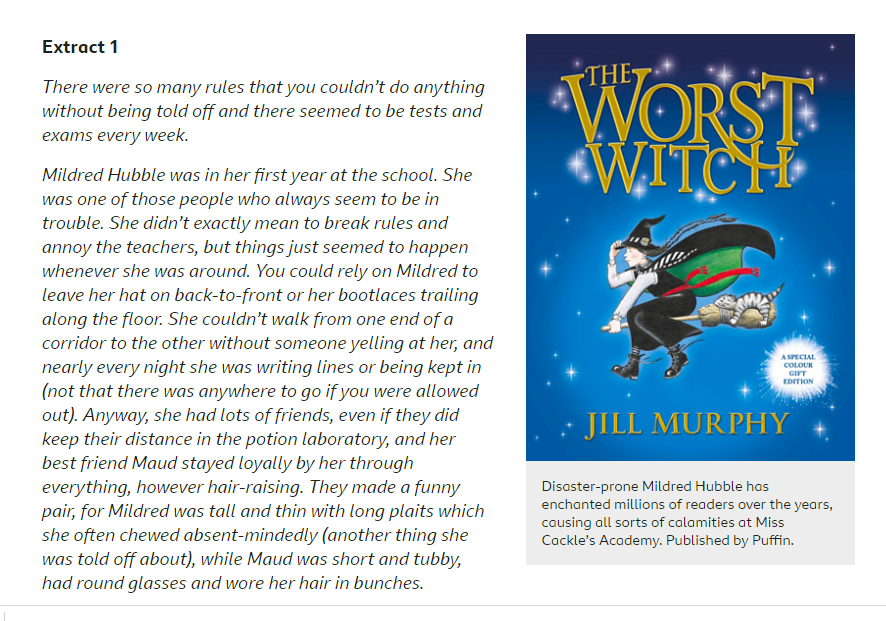 Extract 1
There were so many rules that you couldn't do anything
without being told off and there seemed to be tests and
exams every week.
Mildred Hubble was in her first year at the school. She
was one of those people who always seem to be in
trouble. She didn't exactly mean to break rules and
annoy the teachers, but things just seemed to happen
whenever she was around. You could rely on Mildred to
leave her hat on back-to-front or her bootlaces trailing
along the floor. She couldn't walk from one end of a
corridor to the other without someone yelling at her, and
nearly every night she was writing lines or being kept in
(not that there was anywhere to go if you were allowed
out). Anyway, she had lots of friends, even if they did
keep their distance in the potion laboratory, and her
best friend Maud stayed loyally by her through
everything, however hair-raising. They made a funny
pair, for Mildred was tall and thin with long plaits which
she often chewed absent-mindedly (another thing she
was told off about), while Maud was short and tubby,
had round glasses and wore her hair in bunches.
THE
WORST
WITCH
A SPECIAL
COLOUR
GIFT
EDITION
JILL MURPHY
Disaster-prone Mildred Hubble has
enchanted millions of readers over the years,
causing all sorts of calamities at Miss
Cackle's Academy. Published by Puffin.